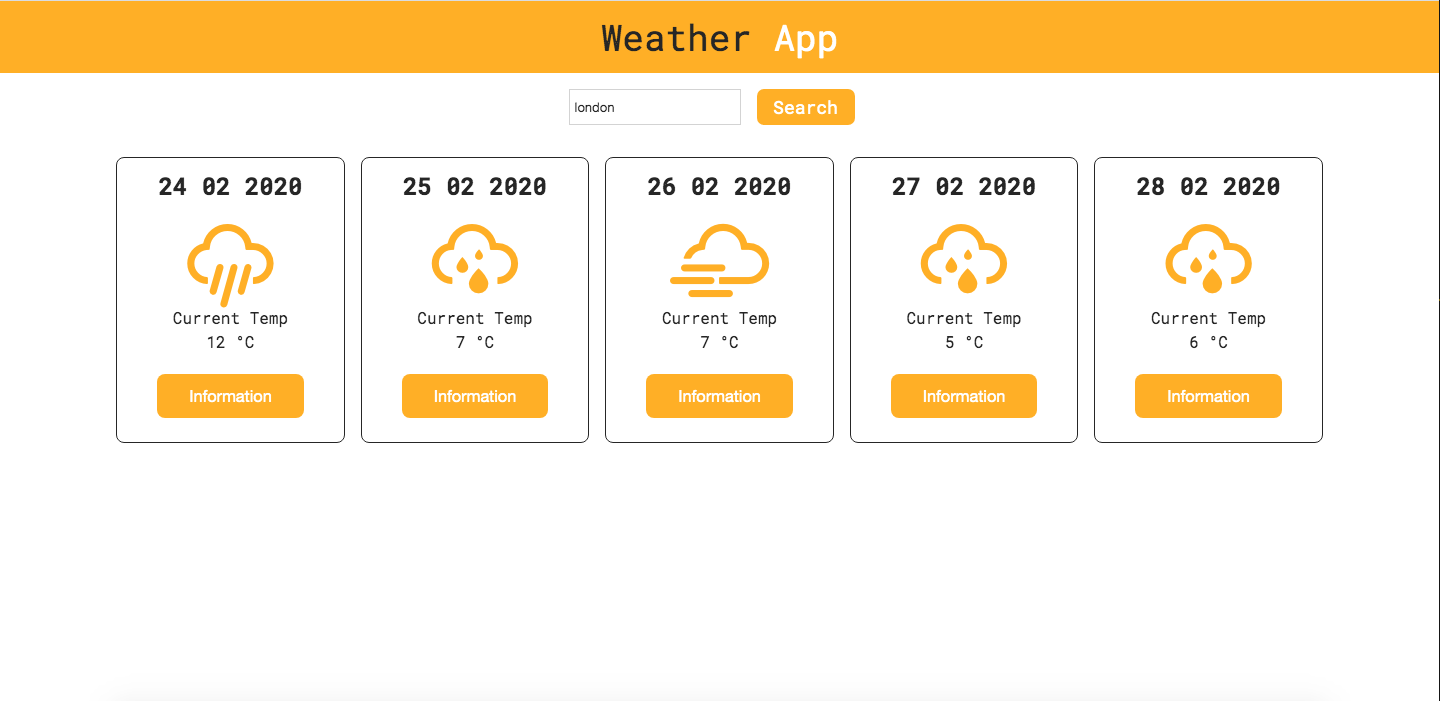 Weather App
london
Search
24 02 2020
Current Temp
12 °C
Information
25 02 2020
Current Temp
7 °C
Information
26 02 2020
Current Temp
7 °C
Information
27 02 2020
Current Temp
5 °C
Information
28 02 2020
Current Temp
6 °C
Information